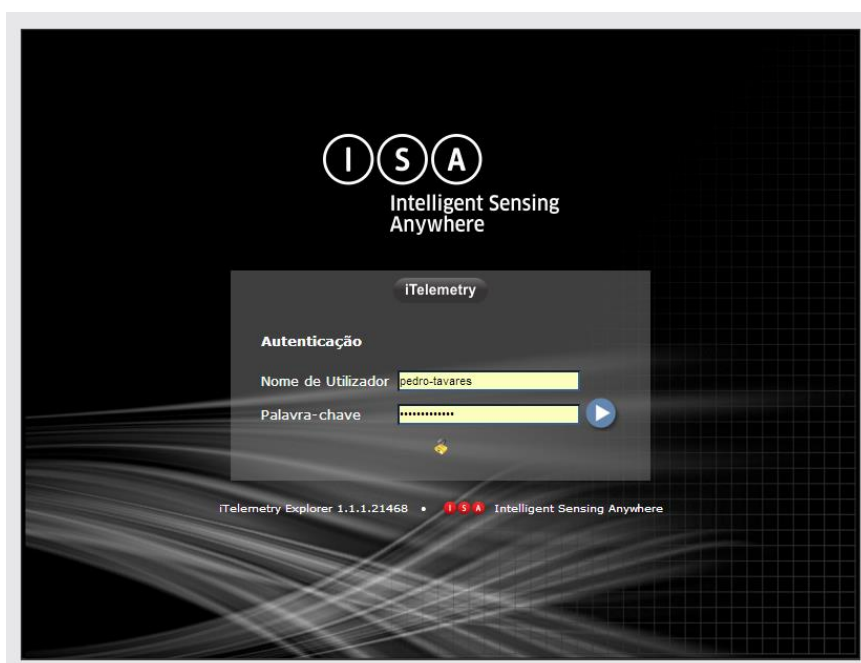 I S A
Intelligent Sensing
Anywhere
iTelemetry
Autenticação
Nome de Utilizador pedro-tavares
Palavra-chave •••••••••••••
iTelemetry Explorer 1.1.1.21468 • I S A Intelligent Sensing Anywhere